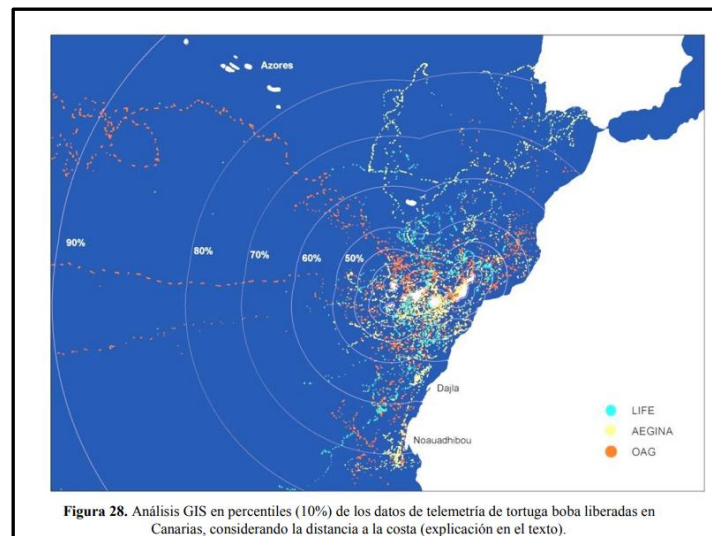 Azores
90%
80%
70%
60%
50%
Dajla
Noauadhibou
LIFE
AEGINA
OAG
Figura 28. Análisis GIS en percentiles (10%) de los datos de telemetría de tortuga boba liberadas en
Canarias, considerando la distancia a la costa (explicación en el texto).